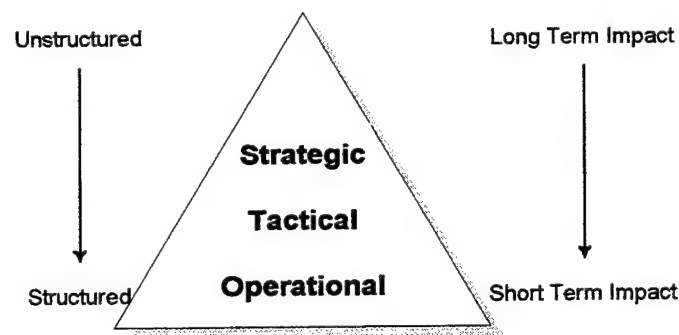 Unstructured
Long Term Impact
Strategic
Tactical
Operational
Structured
Short Term Impact